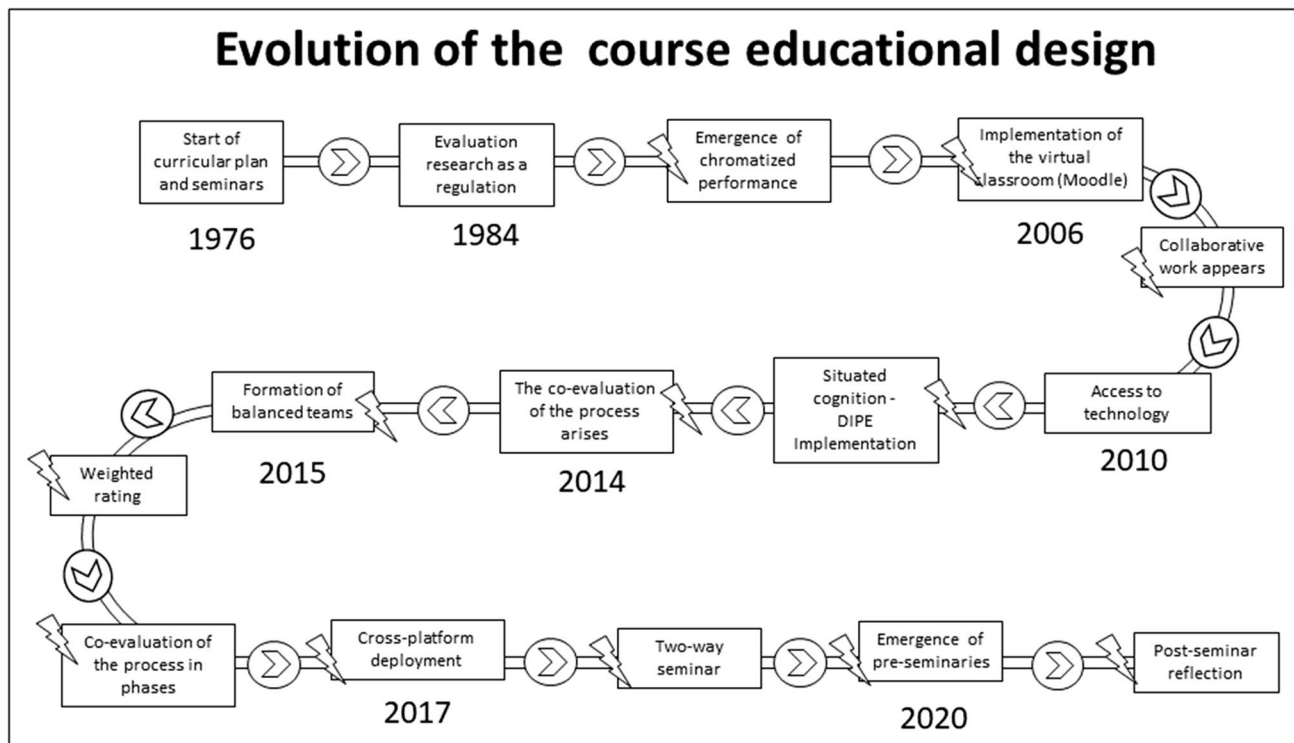 Evolution of the course educational design
Start of
curricular plan
and seminars
1976
Evaluation
research as a
regulation
1984
Emergence of
chromatized
performance
Implementation of
the virtual
classroom (Moodle)
2006
Collaborative
work appears
Access to
technology
2010
Situated
cognition -
DIPE
Implementation
The co-evaluation
of the process
arises
2014
Formation of
balanced teams
2015
Weighted
rating
Co-evaluation of
the process in
phases
Cross-platform
deployment
2017
Two-way
seminar
Emergence of
pre-seminaries
2020
Post-seminar
reflection